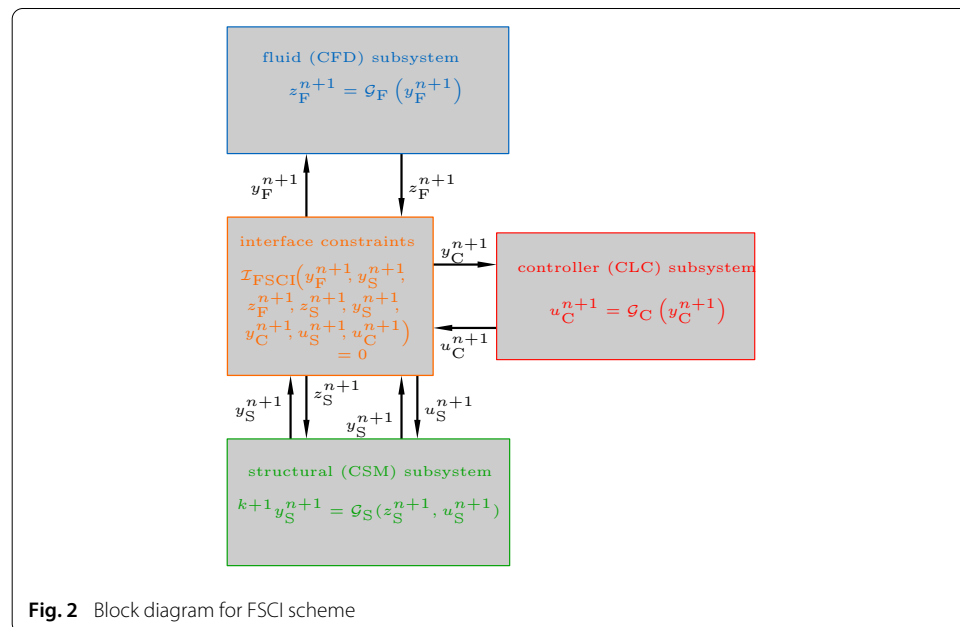 fluid (CFD) subsystem
z_F^{n+1} = 𝒢_F (y_F^{n+1})
y_F^{n+1}
z_F^{n+1}
interface constraints
ℐ_FSCI(y_F^{n+1}, y_S^{n+1},
z_F^{n+1}, z_S^{n+1}, y_S^{n+1},
y_C^{n+1}, u_S^{n+1}, u_C^{n+1})
= 0
y_C^{n+1}
u_C^{n+1}
controller (CLC) subsystem
u_C^{n+1} = 𝒢_C (y_C^{n+1})
y_S^{n+1}
z_S^{n+1}
y_S^{n+1}
u_S^{n+1}
structural (CSM) subsystem
^{k+1}y_S^{n+1} = 𝒢_S(z_S^{n+1}, u_S^{n+1})
Fig. 2 Block diagram for FSCI scheme